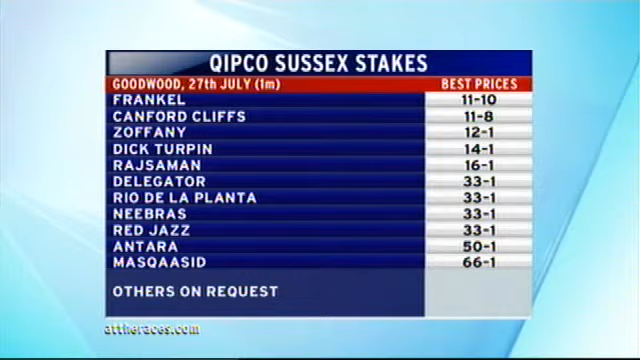 QIPCO SUSSEX STAKES
GOODWOOD, 27th JULY (1m) BEST PRICES
FRANKEL 11-10
CANFORD CLIFFS 11-8
ZOFFANY 12-1
DICK TURPIN 14-1
RAJSAMAN 16-1
DELEGATOR 33-1
RIO DE LA PLANTA 33-1
NEEBRAS 33-1
RED JAZZ 33-1
ANTARA 50-1
MASQAASID 66-1
OTHERS ON REQUEST
attheraces.com